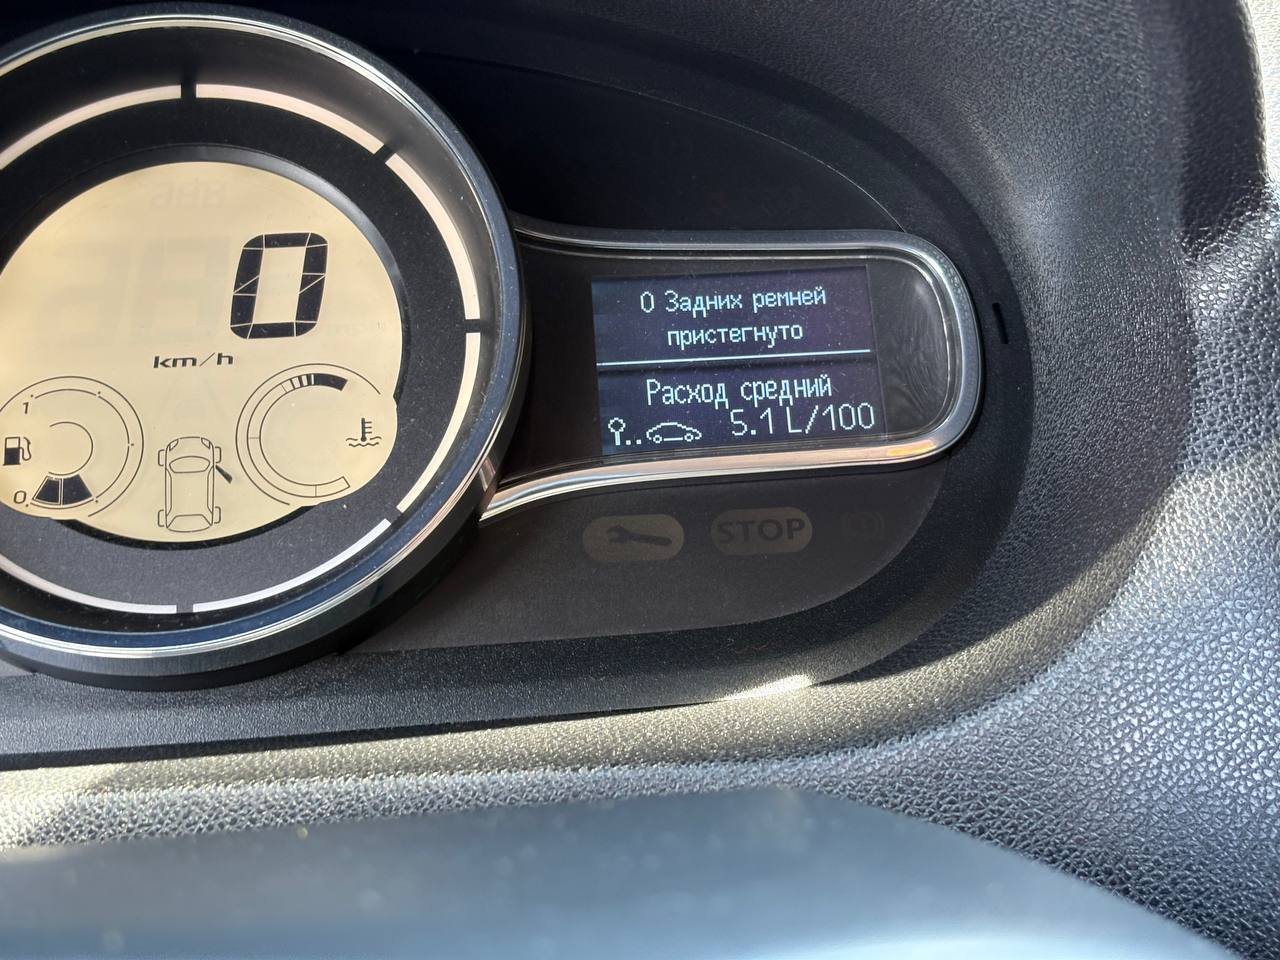 0
km/h
1
0
0 Задних ремней
пристегнуто
Расход средний
5.1 L/100
STOP